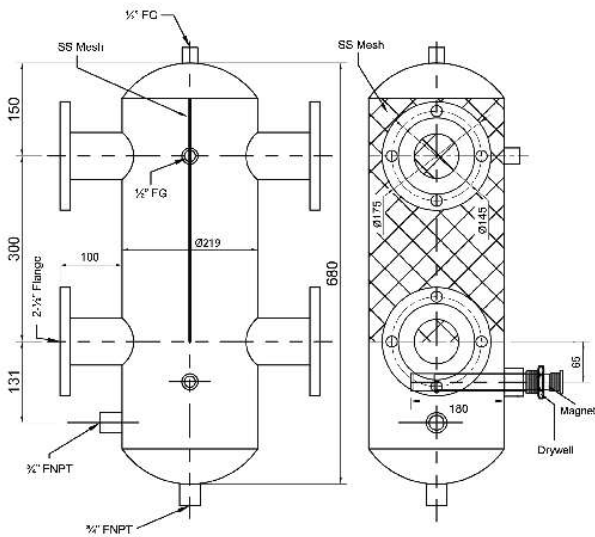 ½" FG
SS Mesh
SS Mesh
150
½" FG
Ø175
Ø145
300
Ø219
100
680
2-½" Flange
65
131
180
Magnet
Drywell
¾" FNPT
¾" FNPT